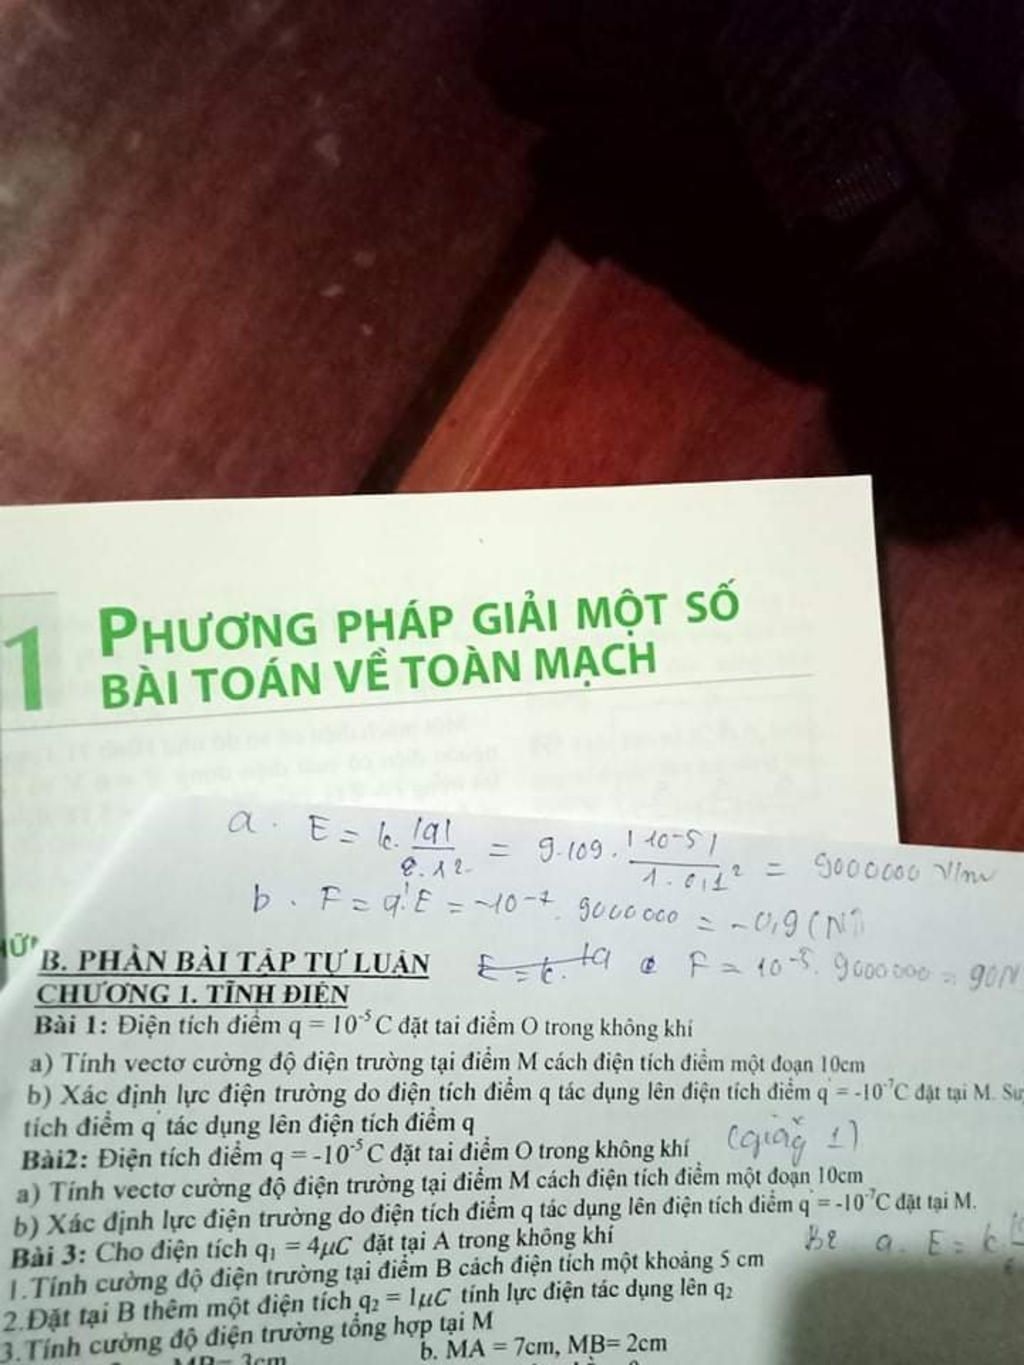 1
PHƯƠNG PHÁP GIẢI MỘT SỐ
BÀI TOÁN VỀ TOÀN MẠCH
a. E = k. |q| / ε.r² = 9.10⁹. |10⁻⁵| / 1.0,1² = 9000000 V/m
b. F = q'.E = -10⁻⁷. 9000000 = -0,9 (N)
B. PHẦN BÀI TẬP TỰ LUẬN
F = 10⁻⁵. 9000000 = 90N
CHƯƠNG 1. TĨNH ĐIỆN
Bài 1: Điện tích điểm q = 10⁻⁵ C đặt tai điểm O trong không khí
a) Tính vectơ cường độ điện trường tại điểm M cách điện tích điểm một đoạn 10cm
b) Xác định lực điện trường do điện tích điểm q tác dụng lên điện tích điểm q' = -10⁻⁷C đặt tại M.
tích điểm q' tác dụng lên điện tích điểm q
Bài2: Điện tích điểm q = -10⁻⁵ C đặt tai điểm O trong không khí
a) Tính vectơ cường độ điện trường tại điểm M cách điện tích điểm một đoạn 10cm
b) Xác định lực điện trường do điện tích điểm q tác dụng lên điện tích điểm q' = -10⁻⁷C đặt tại M.
Bài 3: Cho điện tích q₁ = 4μC đặt tại A trong không khí
B2 a. E = k.
1.Tính cường độ điện trường tại điểm B cách điện tích một khoảng 5 cm
2.Đặt tại B thêm một điện tích q₂ = 1μC tính lực điện tác dụng lên q₂
3.Tính cường độ điện trường tổng hợp tại M
b. MA = 7cm, MB= 2cm
MB= 3cm